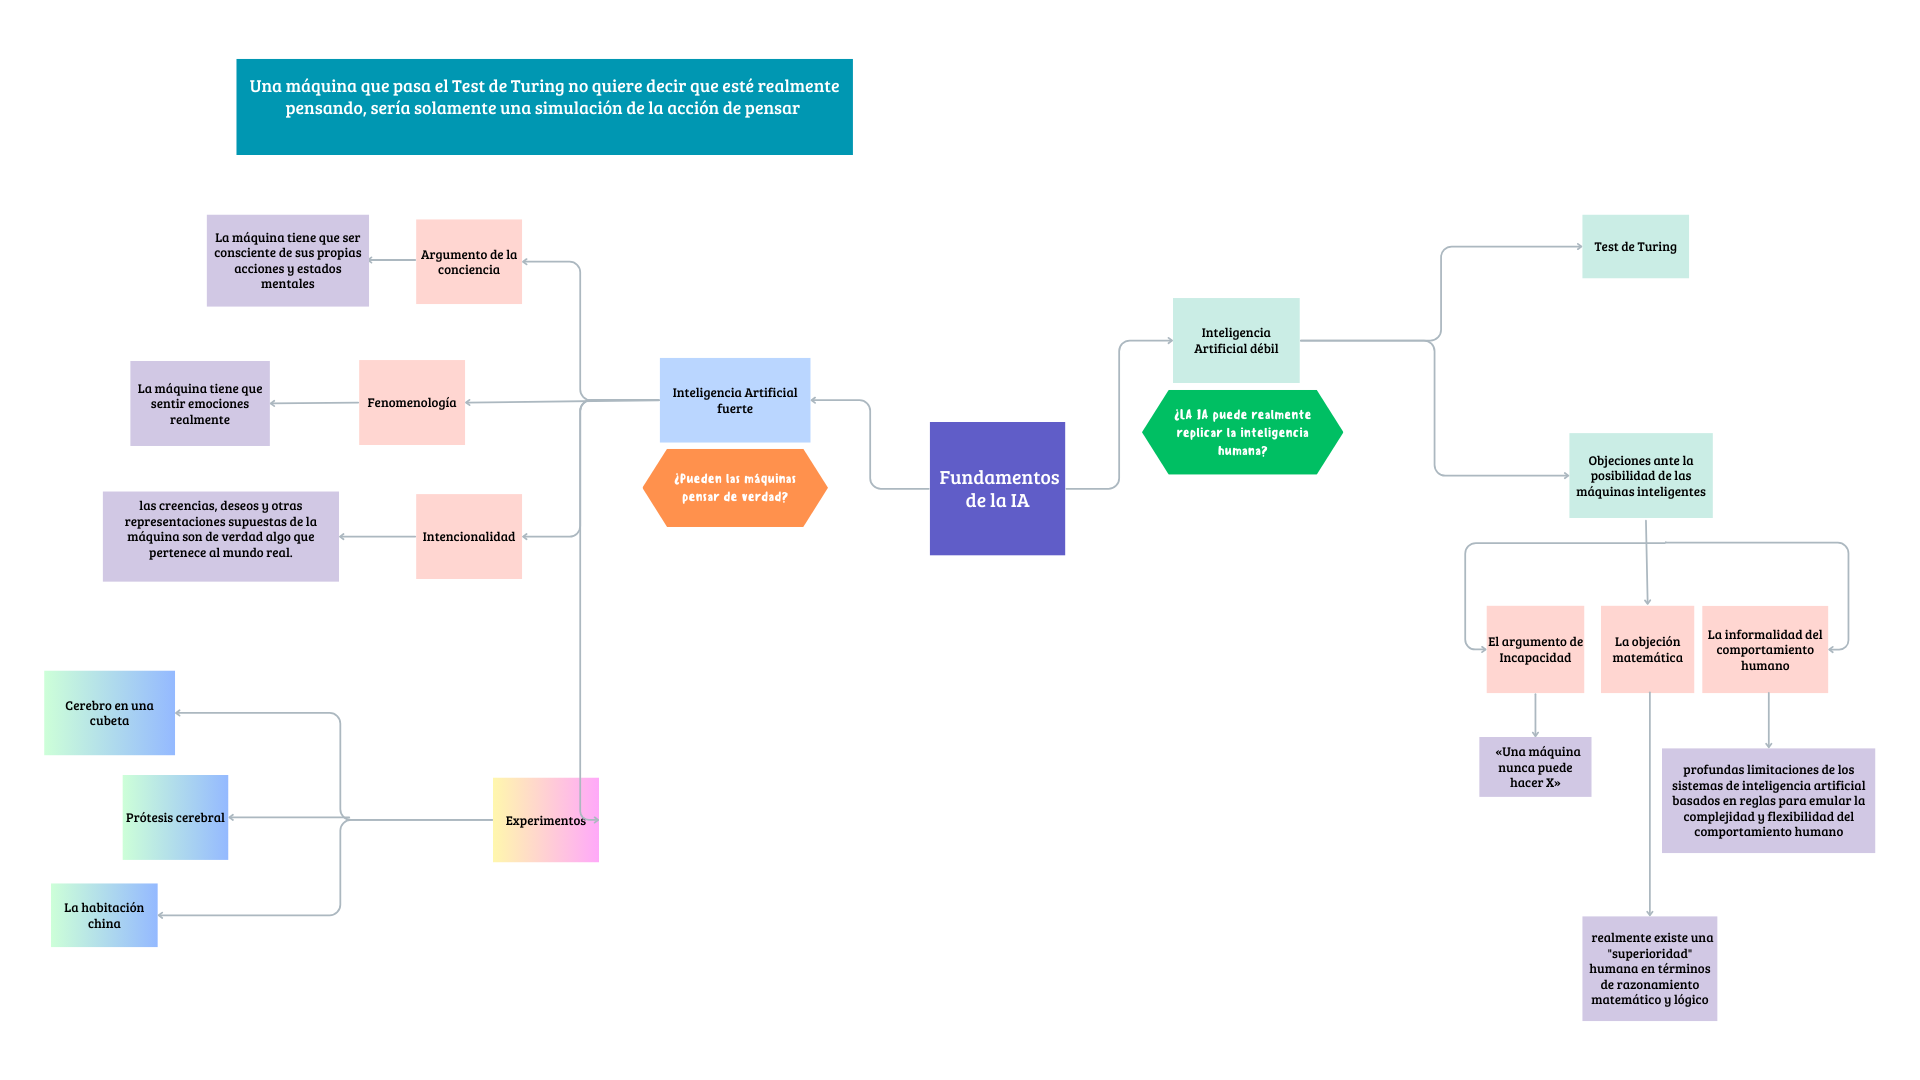 Una máquina que pasa el Test de Turing no quiere decir que esté realmente
pensando, sería solamente una simulación de la acción de pensar
La máquina tiene que ser
consciente de sus propias
acciones y estados
mentales
Argumento de la
conciencia
La máquina tiene que
sentir emociones
realmente
Fenomenología
las creencias, deseos y otras
representaciones supuestas de la
máquina son de verdad algo que
pertenece al mundo real.
Intencionalidad
Inteligencia Artificial
fuerte
¿Pueden las máquinas
pensar de verdad?
Cerebro en una
cubeta
Prótesis cerebral
La habitación
china
Experimentos
Fundamentos
de la IA
Inteligencia
Artificial débil
¿LA IA puede realmente
replicar la inteligencia
humana?
Test de Turing
Objeciones ante la
posibilidad de las
máquinas inteligentes
El argumento de
Incapacidad
La objeción
matemática
La informalidad del
comportamiento
humano
«Una máquina
nunca puede
hacer X»
profundas limitaciones de los
sistemas de inteligencia artificial
basados en reglas para emular la
complejidad y flexibilidad del
comportamiento humano
realmente existe una
"superioridad"
humana en términos
de razonamiento
matemático y lógico